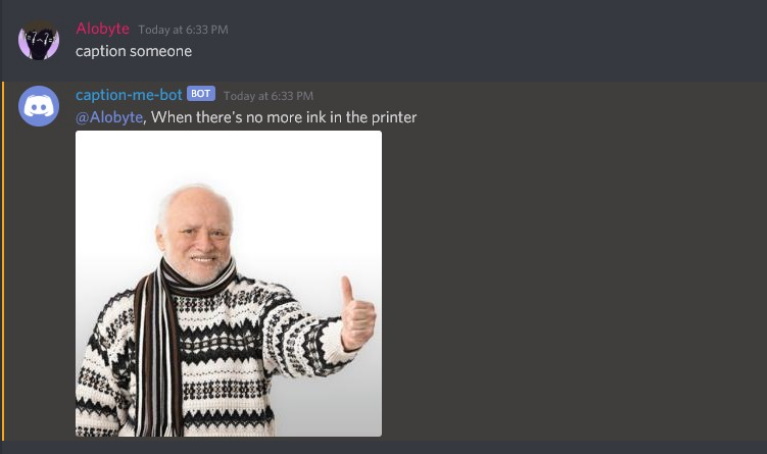 Alobyte Today at 6:33 PM
caption someone
caption-me-bot BOT Today at 6:33 PM
@Alobyte, When there's no more ink in the printer